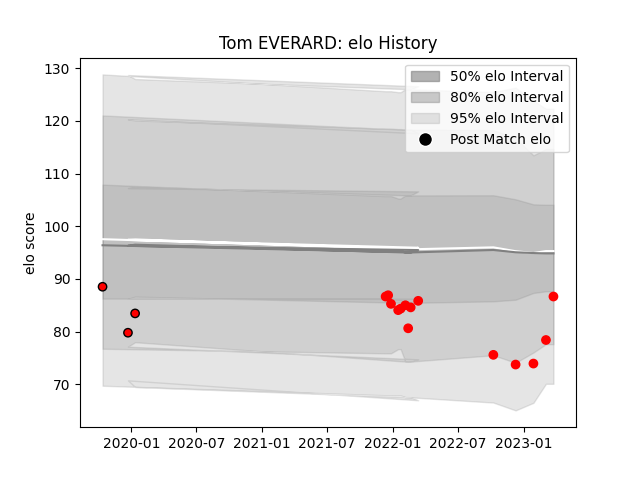 Tom EVERARD: elo History
130
120
110
100
90
80
70
elo score
50% elo Interval
80% elo Interval
95% elo Interval
Post Match elo
2020-01
2020-07
2021-01
2021-07
2022-01
2022-07
2023-01